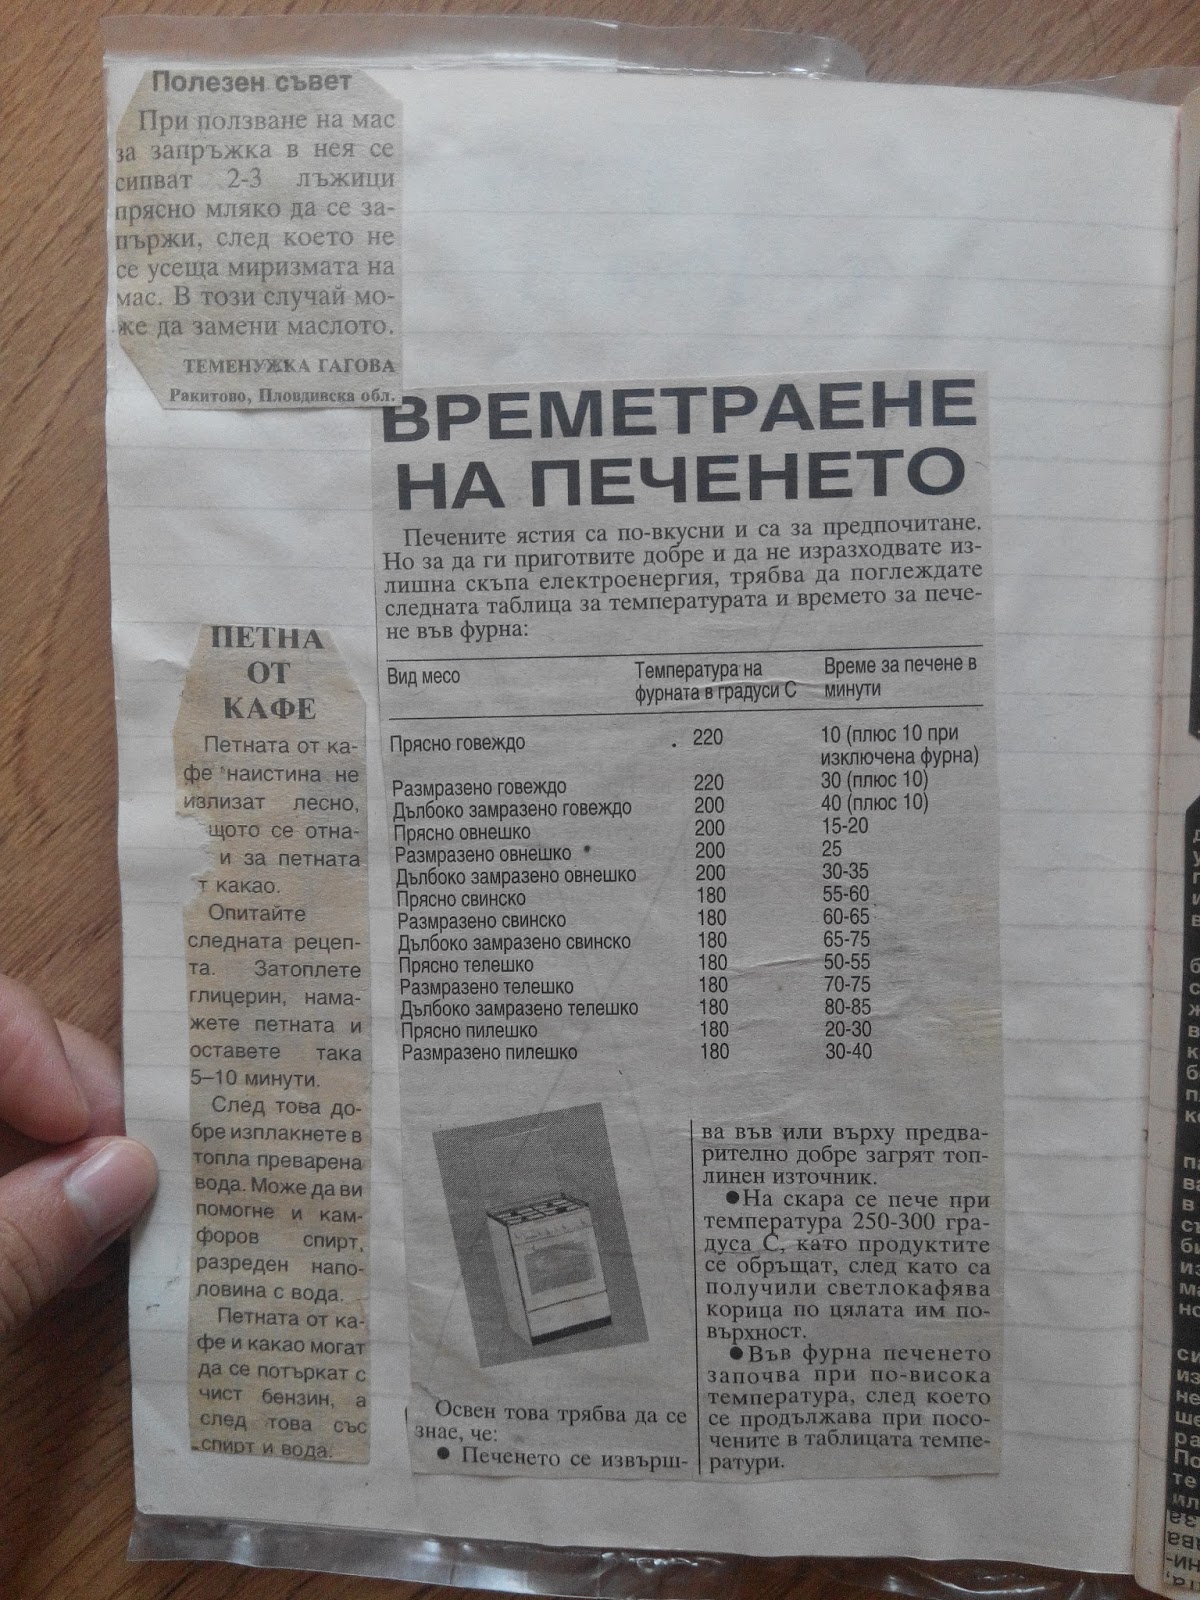 Полезен съвет
При ползване на мас
за запръжка в нея се
сипват 2-3 лъжици
прясно мляко да се за-
пържи, след което не
се усеща миризмата на
мас. В този случай мо-
же да замени маслото.
ТЕМЕНУЖКА ГАГОВА
Ракитово, Пловдивска обл.
ВРЕМЕТРАЕНЕ
НА ПЕЧЕНЕТО
Печените ястия са по-вкусни и са за предпочитане.
Но за да ги приготвите добре и да не изразходвате из-
лишна скъпа електроенергия, трябва да поглеждате
следната таблица за температурата и времето за пече-
не във фурна:
Вид месо Температура на фурната в градуси С Време за печене в минути
Прясно говеждо 220 10 (плюс 10 при
изключена фурна)
Размразено говеждо 220 30 (плюс 10)
Дълбоко замразено говеждо 200 40 (плюс 10)
Прясно овнешко 200 15-20
Размразено овнешко 200 25
Дълбоко замразено овнешко 200 30-35
Прясно свинско 180 55-60
Размразено свинско 180 60-65
Дълбоко замразено свинско 180 65-75
Прясно телешко 180 50-55
Размразено телешко 180 70-75
Дълбоко замразено телешко 180 80-85
Прясно пилешко 180 20-30
Размразено пилешко 180 30-40
Освен това трябва да се
знае, че:
● Печенето се извърш-
ва във или върху предва-
рително добре загрят топ-
линен източник.
●На скара се пече при
температура 250-300 гра-
дуса С, като продуктите
се обръщат, след като са
получили светлокафява
корица по цялата им по-
върхност.
●Във фурна печенето
започва при по-висока
температура, след което
се продължава при посо-
чените в таблицата темпе-
ратури.
ПЕТНА
ОТ
КАФЕ
Петната от ка-
фе наистина не
излизат лесно,
щото се отна-
и за петната
т какао.
Опитайте
следната рецеп-
та. Затоплете
глицерин, нама-
жете петната и
оставете така
5–10 минути.
След това до-
бре изплакнете в
топла преварена
вода. Може да ви
помогне и кам-
форов спирт,
разреден напо-
ловина с вода.
Петната от ка-
фе и какао могат
да се потъркат с
чист бензин, а
след това със
спирт и вода.